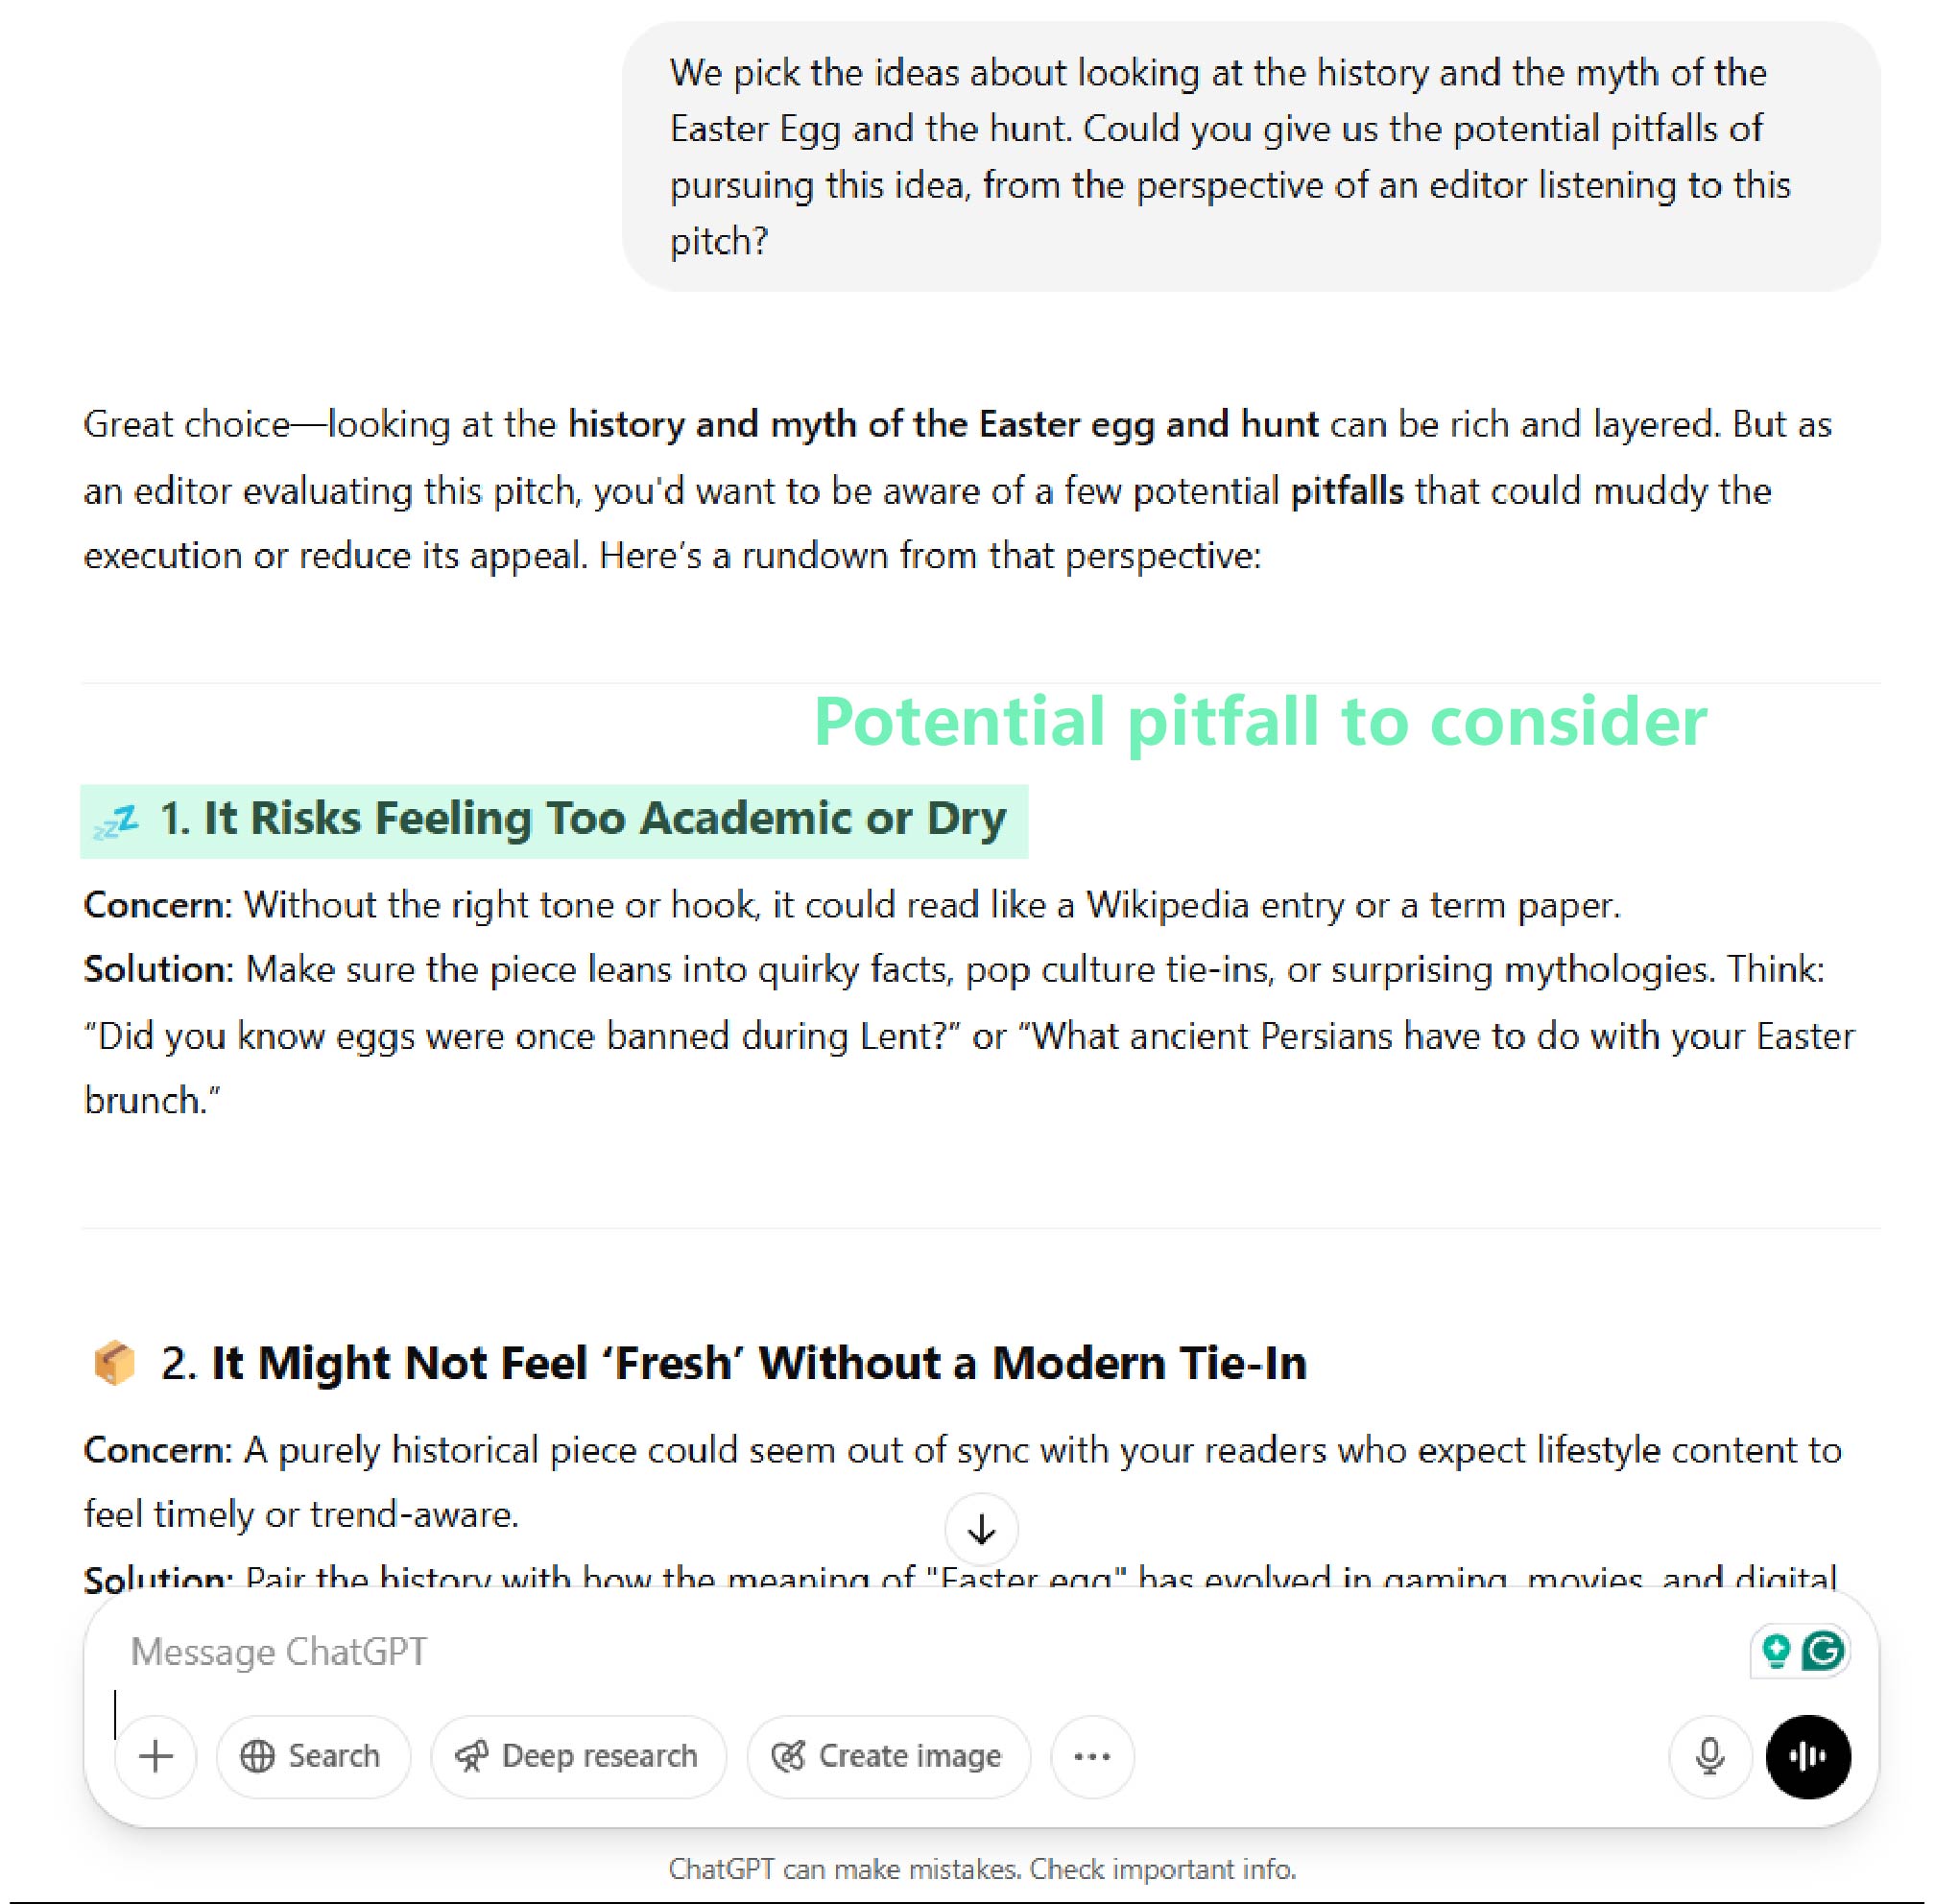 We pick the ideas about looking at the history and the myth of the
Easter Egg and the hunt. Could you give us the potential pitfalls of
pursuing this idea, from the perspective of an editor listening to this
pitch?
Great choice—looking at the history and myth of the Easter egg and hunt can be rich and layered. But as
an editor evaluating this pitch, you'd want to be aware of a few potential pitfalls that could muddy the
execution or reduce its appeal. Here’s a rundown from that perspective:
Potential pitfall to consider
💤 1. It Risks Feeling Too Academic or Dry
Concern: Without the right tone or hook, it could read like a Wikipedia entry or a term paper.
Solution: Make sure the piece leans into quirky facts, pop culture tie-ins, or surprising mythologies. Think:
“Did you know eggs were once banned during Lent?” or “What ancient Persians have to do with your Easter
brunch.”
📦 2. It Might Not Feel ‘Fresh’ Without a Modern Tie-In
Concern: A purely historical piece could seem out of sync with your readers who expect lifestyle content to
feel timely or trend-aware.
Solution: Pair the history with how the meaning of "Easter egg" has evolved in gaming, movies, and digital
Message ChatGPT
Search Deep research Create image
ChatGPT can make mistakes. Check important info.